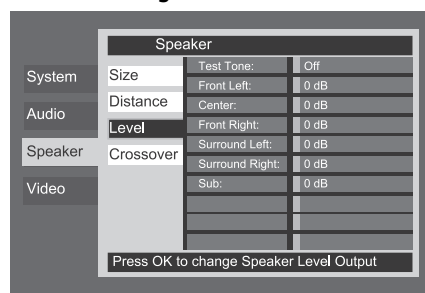 Speaker
System
Audio
Speaker
Video
Size
Distance
Level
Crossover
Test Tone: Off
Front Left: 0 dB
Center: 0 dB
Front Right: 0 dB
Surround Left: 0 dB
Surround Right: 0 dB
Sub: 0 dB
Press OK to change Speaker Level Output